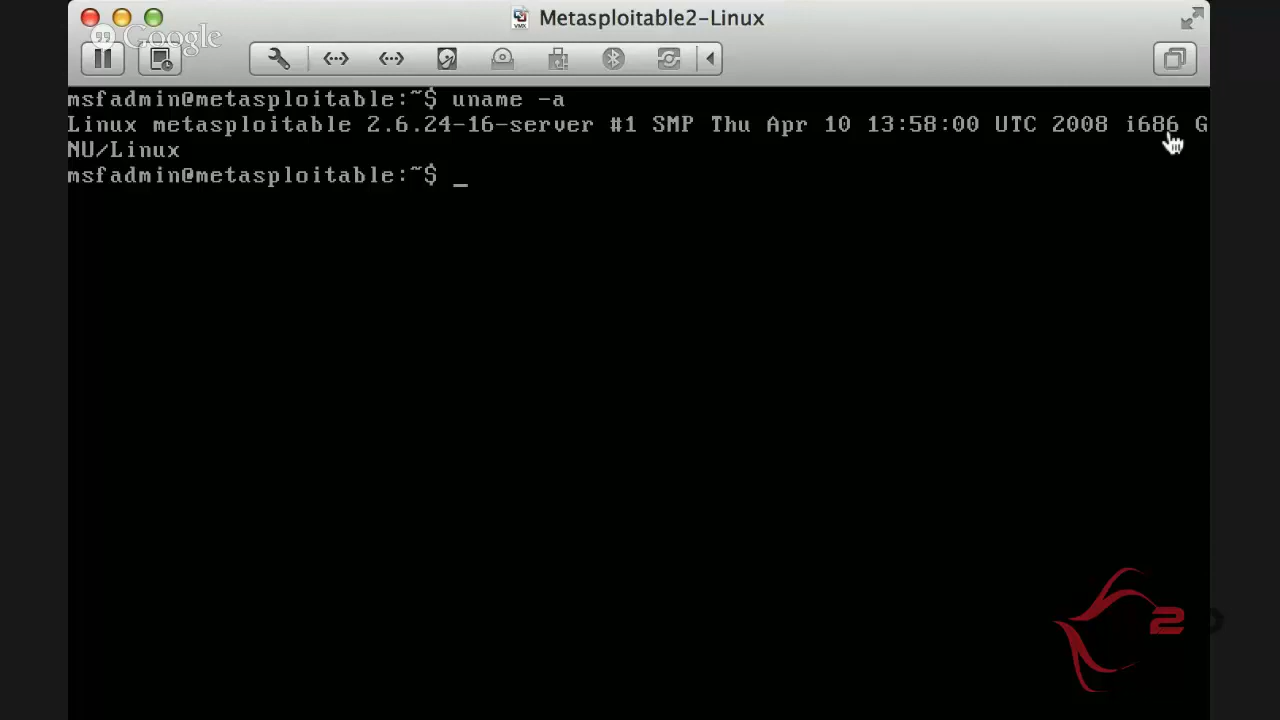 Metasploitable2-Linux
Google
msfadmin@metasploitable:~$ uname -a
Linux metasploitable 2.6.24-16-server #1 SMP Thu Apr 10 13:58:00 UTC 2008 i686 G
NU/Linux
msfadmin@metasploitable:~$ _
2